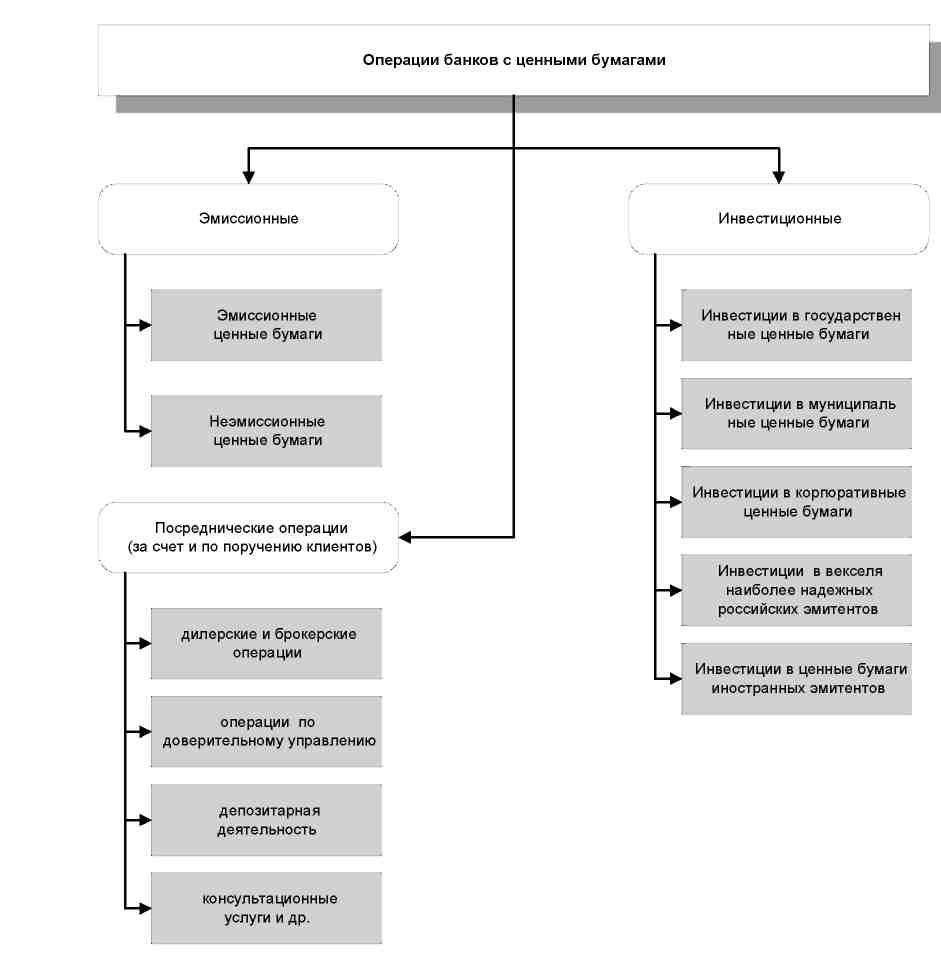 Операции банков с ценными бумагами
Эмиссионные
Эмиссионные
ценные бумаги
Неэмиссионные
ценные бумаги
Посреднические операции
(за счет и по поручению клиентов)
дилерские и брокерские
операции
операции по
доверительному управлению
депозитарная
деятельность
консультационные
услуги и др.
Инвестиционные
Инвестиции в государствен
ные ценные бумаги
Инвестиции в муниципаль
ные ценные бумаги
Инвестиции в корпоративные
ценные бумаги
Инвестиции в векселя
наиболее надежных
российских эмитентов
Инвестиции в ценные бумаги
иностранных эмитентов